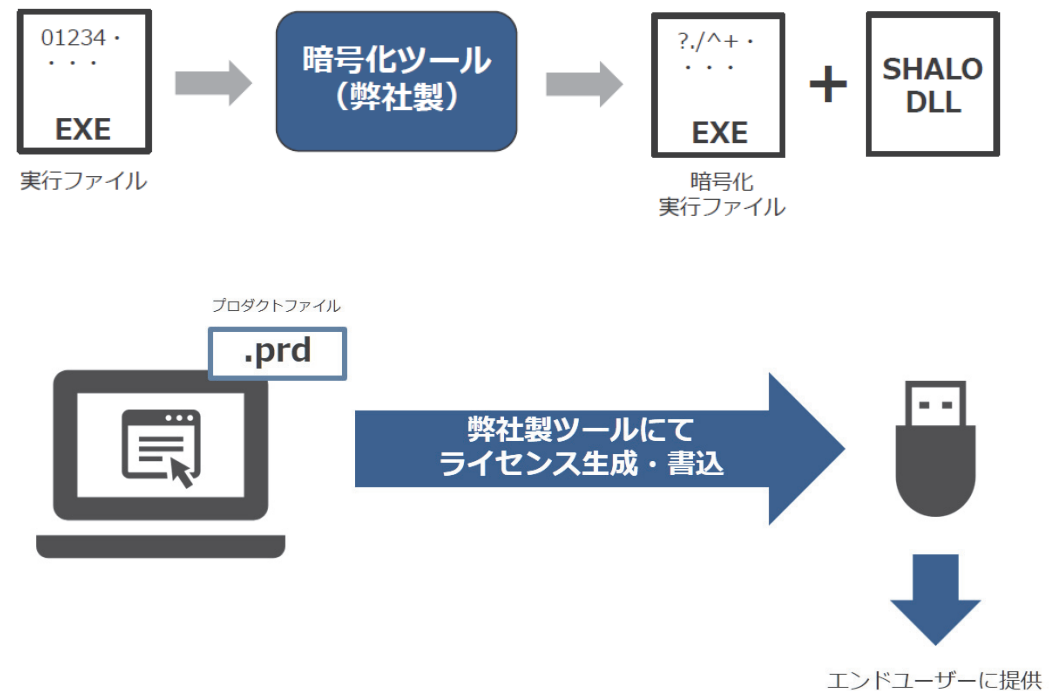 01234・
・・・
EXE
実行ファイル
暗号化ツール
（弊社製）
?./^+・
・・・
EXE
暗号化
実行ファイル
+
SHALO
DLL
プロダクトファイル
.prd
弊社製ツールにて
ライセンス生成・書込
エンドユーザーに提供